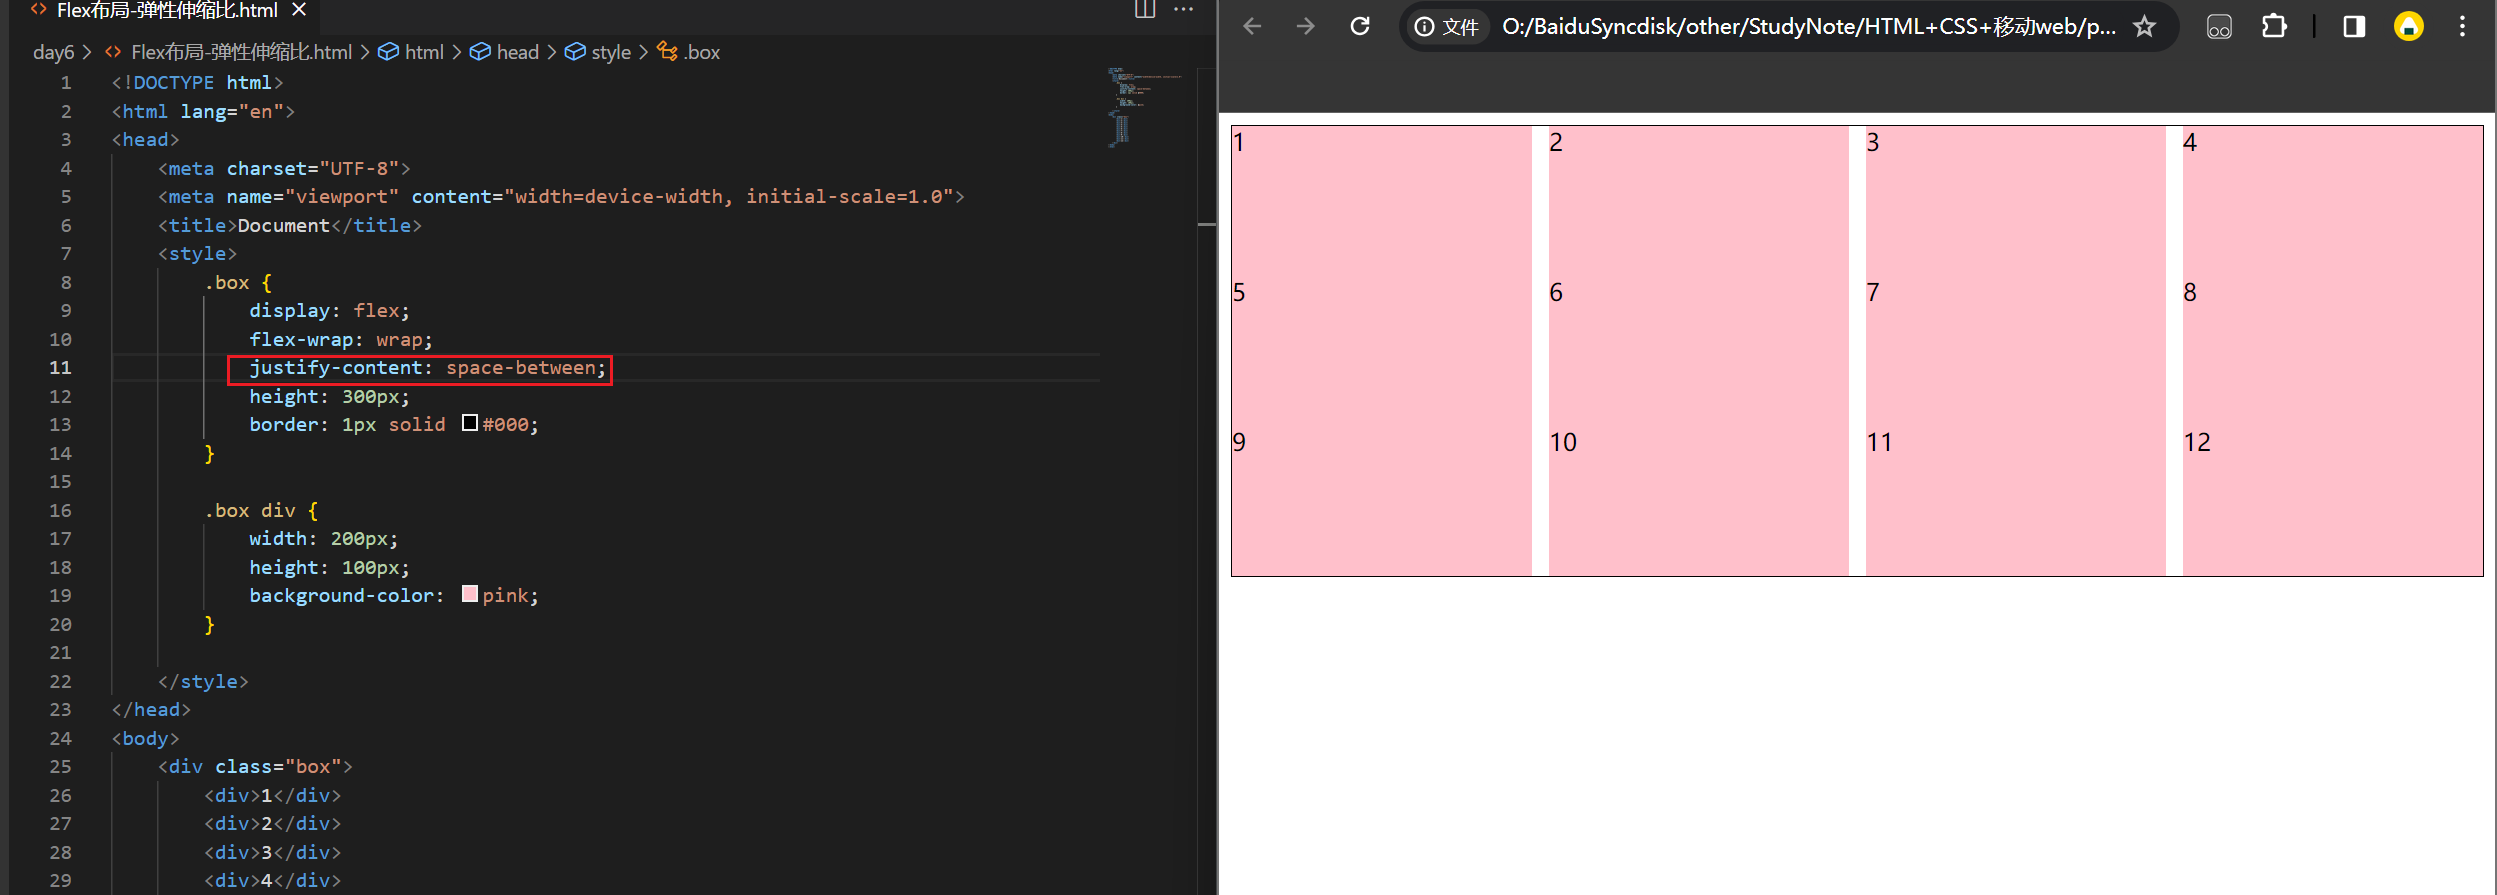 Flex布局-弹性伸缩比.html
day6 > Flex布局-弹性伸缩比.html > html > head > style > .box
1 <!DOCTYPE html>
2 <html lang="en">
3 <head>
4 <meta charset="UTF-8">
5 <meta name="viewport" content="width=device-width, initial-scale=1.0">
6 <title>Document</title>
7 <style>
8 .box {
9 display: flex;
10 flex-wrap: wrap;
11 justify-content: space-between;
12 height: 300px;
13 border: 1px solid #000;
14 }
15
16 .box div {
17 width: 200px;
18 height: 100px;
19 background-color: pink;
20 }
21
22 </style>
23 </head>
24 <body>
25 <div class="box">
26 <div>1</div>
27 <div>2</div>
28 <div>3</div>
29 <div>4</div>
文件 O:/BaiduSyncdisk/other/StudyNote/HTML+CSS+移动web/p...
1 2 3 4
5 6 7 8
9 10 11 12